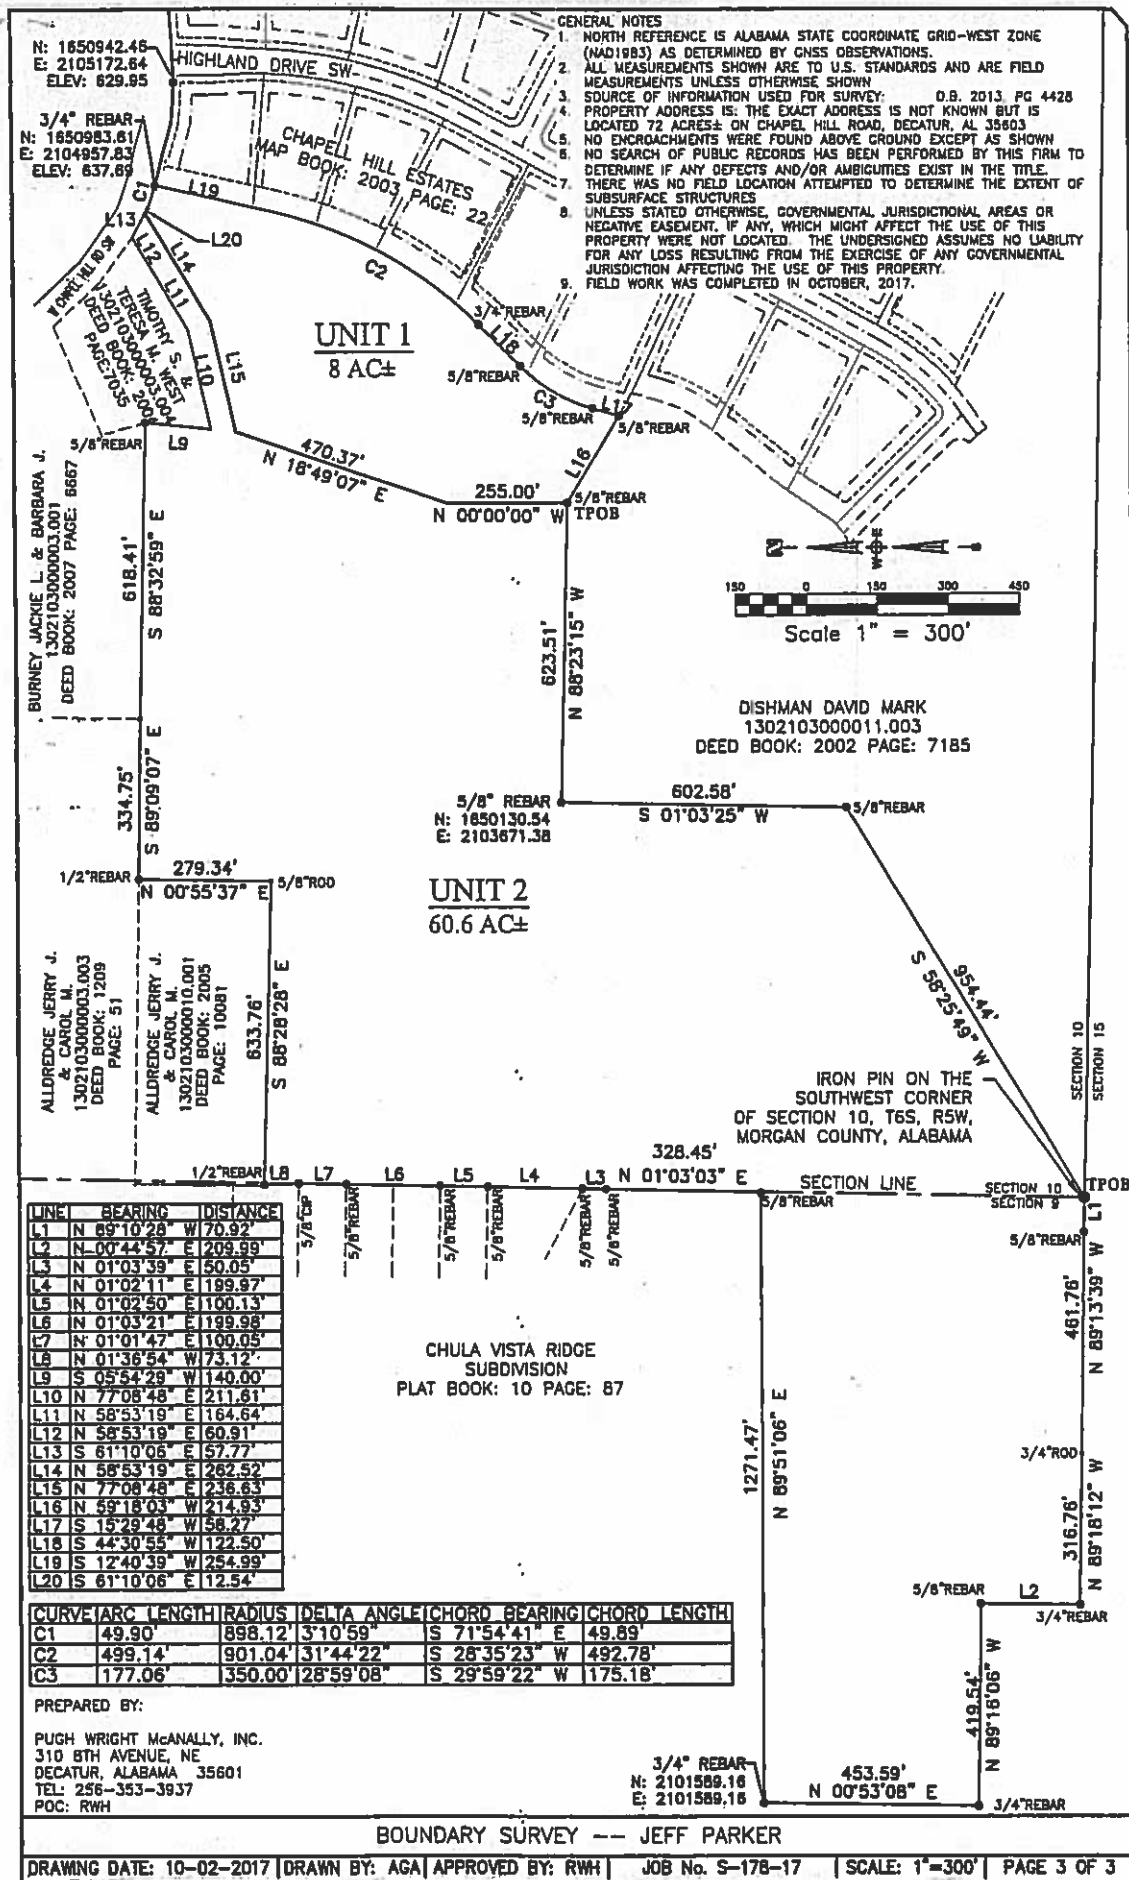 GENERAL NOTES
1. NORTH REFERENCE IS ALABAMA STATE COORDINATE GRID-WEST ZONE
(NAD1983) AS DETERMINED BY GNSS OBSERVATIONS.
2. ALL MEASUREMENTS SHOWN ARE TO U.S. STANDARDS AND ARE FIELD
MEASUREMENTS UNLESS OTHERWISE SHOWN
3. SOURCE OF INFORMATION USED FOR SURVEY: D.B. 2013, PG 4428
4. PROPERTY ADDRESS IS: THE EXACT ADDRESS IS NOT KNOWN BUT IS
LOCATED 72 ACRES± ON CHAPEL HILL ROAD, DECATUR, AL 35603
5. NO ENCROACHMENTS WERE FOUND ABOVE GROUND EXCEPT AS SHOWN
6. NO SEARCH OF PUBLIC RECORDS HAS BEEN PERFORMED BY THIS FIRM TO
DETERMINE IF ANY DEFECTS AND/OR AMBIGUITIES EXIST IN THE TITLE.
7. THERE WAS NO FIELD LOCATION ATTEMPTED TO DETERMINE THE EXTENT OF
SUBSURFACE STRUCTURES
8. UNLESS STATED OTHERWISE, GOVERNMENTAL JURISDICTIONAL AREAS OR
NEGATIVE EASEMENT, IF ANY, WHICH MIGHT AFFECT THE USE OF THIS
PROPERTY WERE NOT LOCATED. THE UNDERSIGNED ASSUMES NO LIABILITY
FOR ANY LOSS RESULTING FROM THE EXERCISE OF ANY GOVERNMENTAL
JURISDICTION AFFECTING THE USE OF THIS PROPERTY.
9. FIELD WORK WAS COMPLETED IN OCTOBER, 2017.
N: 1650942.46
E: 2105172.64
ELEV: 629.95
HIGHLAND DRIVE SW
3/4" REBAR
N: 1650983.61
E: 2104957.83
ELEV: 637.69
CHAPELL HILL ESTATES
MAP BOOK: 2003 PAGE: 22
C1
L19
L13
L20
L12
L14
L11
C2
TIMOTHY S. &
TERESA M. WEST
1302103000003.004
PAGE: 7035
L10
L15
UNIT 1
8 AC±
3/4"REBAR
L18
5/8"REBAR
C3
L17
5/8"REBAR
5/8"REBAR
L16
5/8"REBAR
L9
470.37'
N 18°49'07" E
255.00'
N 00°00'00" W
5/8"REBAR
TPOB
BURNEY JACKIE L. & BARBARA J.
1302103000003.001
DEED BOOK: 2007 PAGE: 6667
618.41'
S 88°32'59" E
623.51'
N 88°23'15" W
150 0 150 300 450
Scale 1" = 300'
DISHMAN DAVID MARK
1302103000011.003
DEED BOOK: 2002 PAGE: 7185
334.75'
S 89°09'07" E
5/8" REBAR
N: 1650130.54
E: 2103671.38
602.58'
S 01°03'25" W
5/8"REBAR
1/2"REBAR
279.34'
N 00°55'37" E
5/8"ROD
UNIT 2
60.6 AC±
ALLDREDGE JERRY J.
& CAROL M.
1302103000003.003
DEED BOOK: 1209
PAGE: 51
ALLDREDGE JERRY J.
& CAROL M.
1302103000010.001
DEED BOOK: 2005
PAGE: 10081
633.76'
S 88°28'28" E
954.44'
S 58°25'49" W
SECTION 10
SECTION 15
IRON PIN ON THE
SOUTHWEST CORNER
OF SECTION 10, T6S, R5W,
MORGAN COUNTY, ALABAMA
1/2"REBAR
L8
L7
L6
L5
L4
L3
328.45'
N 01°03'03" E
SECTION LINE
SECTION 10
SECTION 9
TPOB
5/8"CIP
5/8"REBAR
5/8"REBAR
5/8"REBAR
5/8"REBAR
5/8"REBAR
5/8"REBAR
L1
5/8"REBAR
LINE BEARING DISTANCE
L1 N 89°10'28" W 70.92'
L2 N 00°44'57" E 209.99'
L3 N 01°03'39" E 50.05'
L4 N 01°02'11" E 199.97'
L5 N 01°02'50" E 100.13'
L6 N 01°03'21" E 199.98'
L7 N 01°01'47" E 100.05'
L8 N 01°36'54" W 73.12'
L9 S 05°54'29" W 140.00'
L10 N 77°08'48" E 211.61'
L11 N 58°53'19" E 164.64'
L12 N 58°53'19" E 60.91'
L13 S 61°10'06" E 57.77'
L14 N 58°53'19" E 262.52'
L15 N 77°08'48" E 236.63'
L16 N 59°18'03" W 214.93'
L17 S 15°29'48" W 58.27'
L18 S 44°30'55" W 122.50'
L19 S 12°40'39" W 254.99'
L20 S 61°10'06" E 12.54'
CHULA VISTA RIDGE
SUBDIVISION
PLAT BOOK: 10 PAGE: 87
461.76'
N 89°13'39" W
1271.47'
N 89°51'06" E
3/4"ROD
316.76'
N 89°18'12" W
5/8"REBAR
L2
3/4"REBAR
CURVE ARC LENGTH RADIUS DELTA ANGLE CHORD BEARING CHORD LENGTH
C1 49.90' 898.12' 3°10'59" S 71°54'41" E 49.89'
C2 499.14' 901.04' 31°44'22" S 28°35'23" W 492.78'
C3 177.06' 350.00' 28°59'08" S 29°59'22" W 175.18'
419.54'
N 89°16'06" W
PREPARED BY:
PUGH WRIGHT McANALLY, INC.
310 8TH AVENUE, NE
DECATUR, ALABAMA 35601
TEL: 256-353-3937
POC: RWH
3/4" REBAR
N: 2101589.16
E: 2101589.16
453.59'
N 00°53'08" E
3/4"REBAR
BOUNDARY SURVEY -- JEFF PARKER
DRAWING DATE: 10-02-2017 DRAWN BY: AGA APPROVED BY: RWH JOB No. S-178-17 SCALE: 1"=300' PAGE 3 OF 3